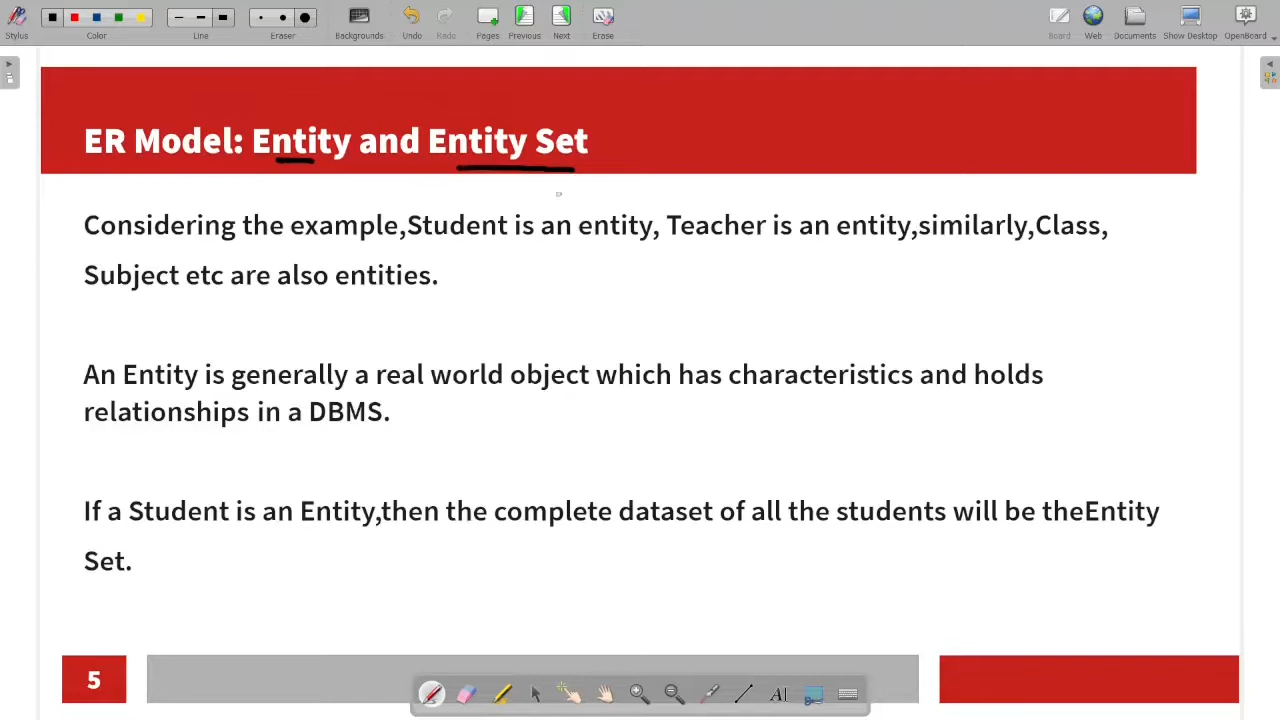 Stylus Color Line Eraser Backgrounds Undo Redo Pages Previous Next Erase Board Web Documents Show Desktop OpenBoard
ER Model: Entity and Entity Set
Considering the example,Student is an entity, Teacher is an entity,similarly,Class,
Subject etc are also entities.
An Entity is generally a real world object which has characteristics and holds
relationships in a DBMS.
If a Student is an Entity,then the complete dataset of all the students will be theEntity
Set.
5
AI